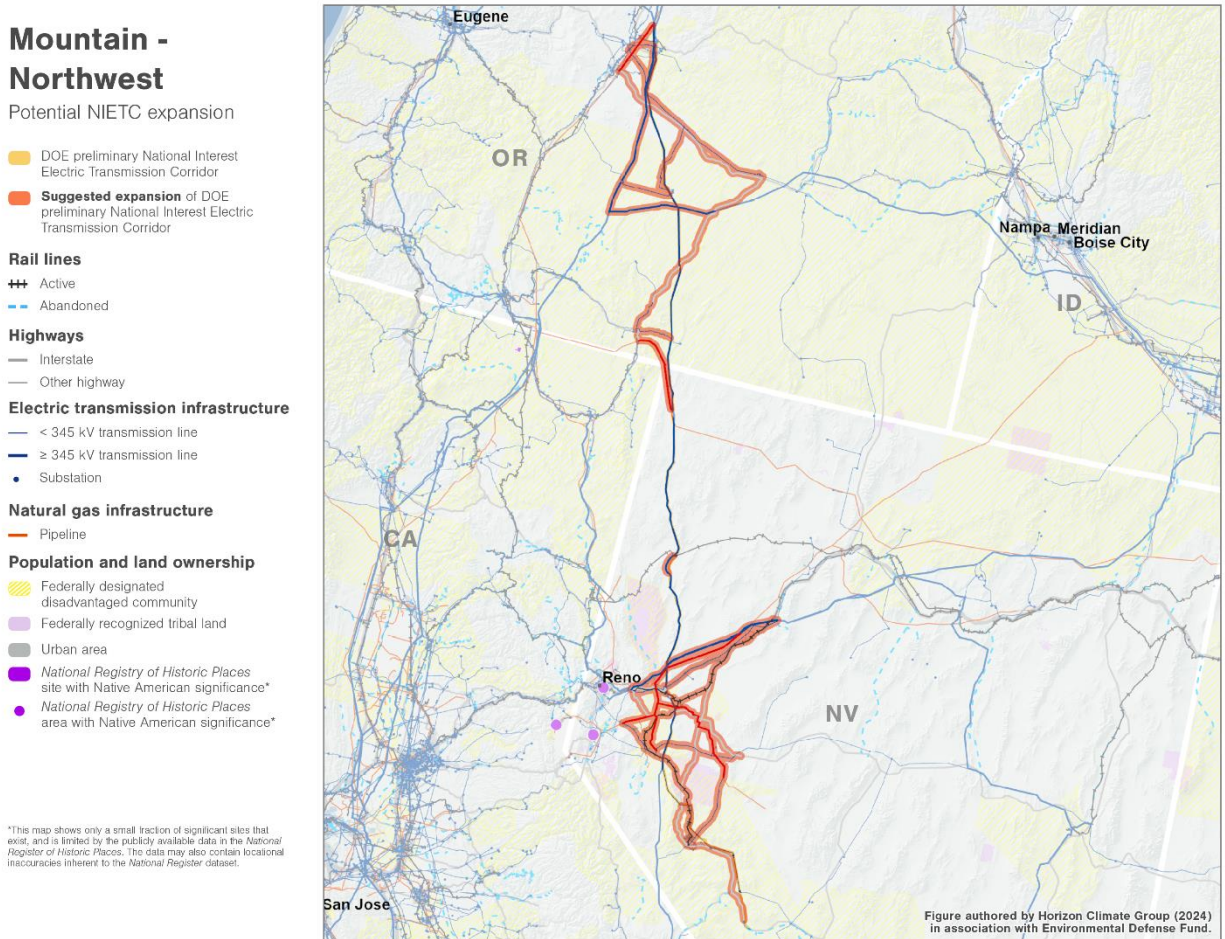 Mountain -
Northwest
Potential NIETC expansion
DOE preliminary National Interest
Electric Transmission Corridor
Suggested expansion of DOE
preliminary National Interest Electric
Transmission Corridor
Rail lines
Active
Abandoned
Highways
Interstate
Other highway
Electric transmission infrastructure
< 345 kV transmission line
≥ 345 kV transmission line
Substation
Natural gas infrastructure
Pipeline
Population and land ownership
Federally designated
disadvantaged community
Federally recognized tribal land
Urban area
National Registry of Historic Places
site with Native American significance*
National Registry of Historic Places
area with Native American significance*
*This map shows only a small fraction of significant sites that
exist, and is limited by the publicly available data in the National
Register of Historic Places. The data may also contain locational
inaccuracies inherent to the National Register dataset.
Eugene
OR
Nampa Meridian
Boise City
ID
CA
Reno
NV
San Jose
Figure authored by Horizon Climate Group (2024)
in association with Environmental Defense Fund.